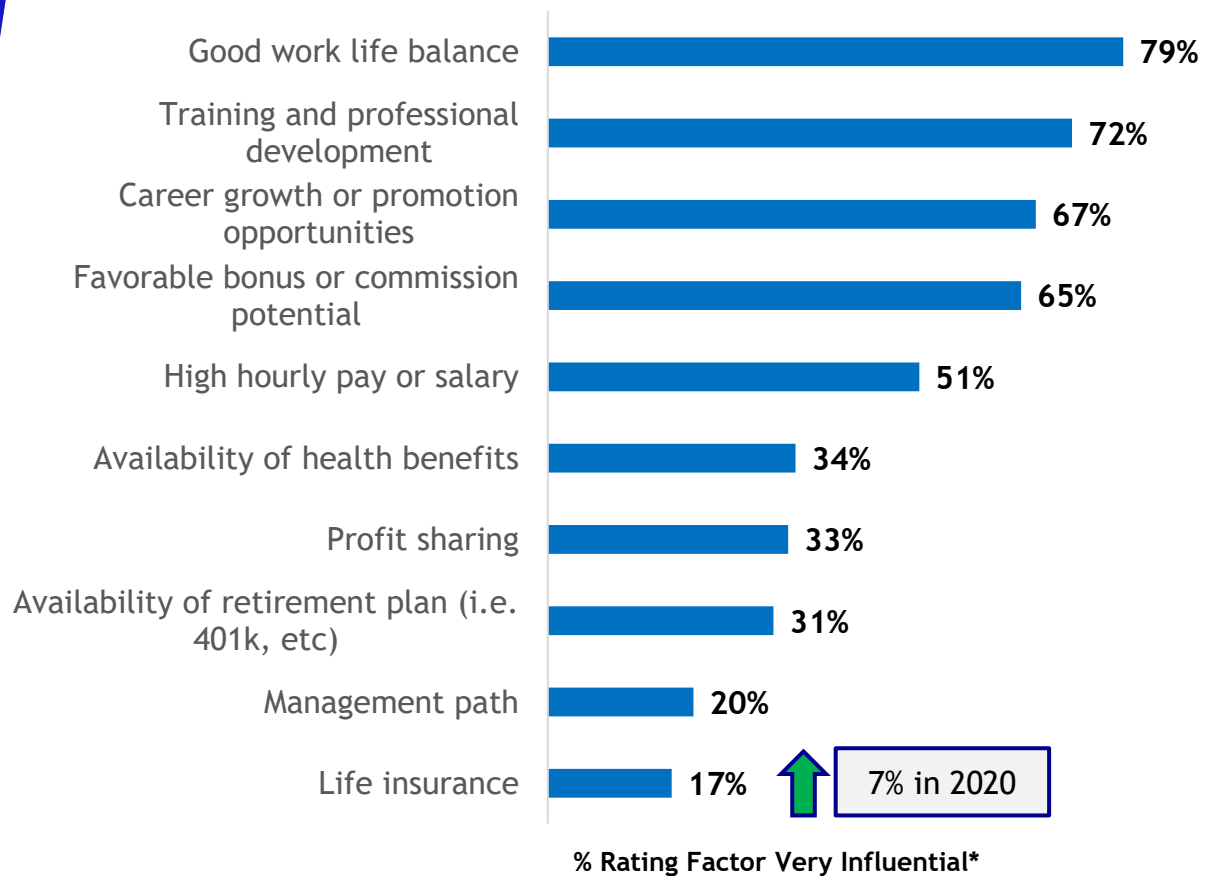 Good work life balance 79%
Training and professional
development 72%
Career growth or promotion
opportunities 67%
Favorable bonus or commission
potential 65%
High hourly pay or salary 51%
Availability of health benefits 34%
Profit sharing 33%
Availability of retirement plan (i.e.
401k, etc) 31%
Management path 20%
Life insurance 17% 7% in 2020
% Rating Factor Very Influential*